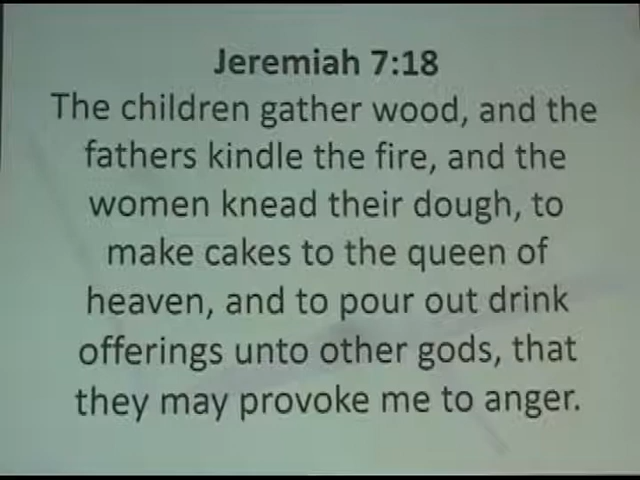 Jeremiah 7:18
The children gather wood, and the
fathers kindle the fire, and the
women knead their dough, to
make cakes to the queen of
heaven, and to pour out drink
offerings unto other gods, that
they may provoke me to anger.